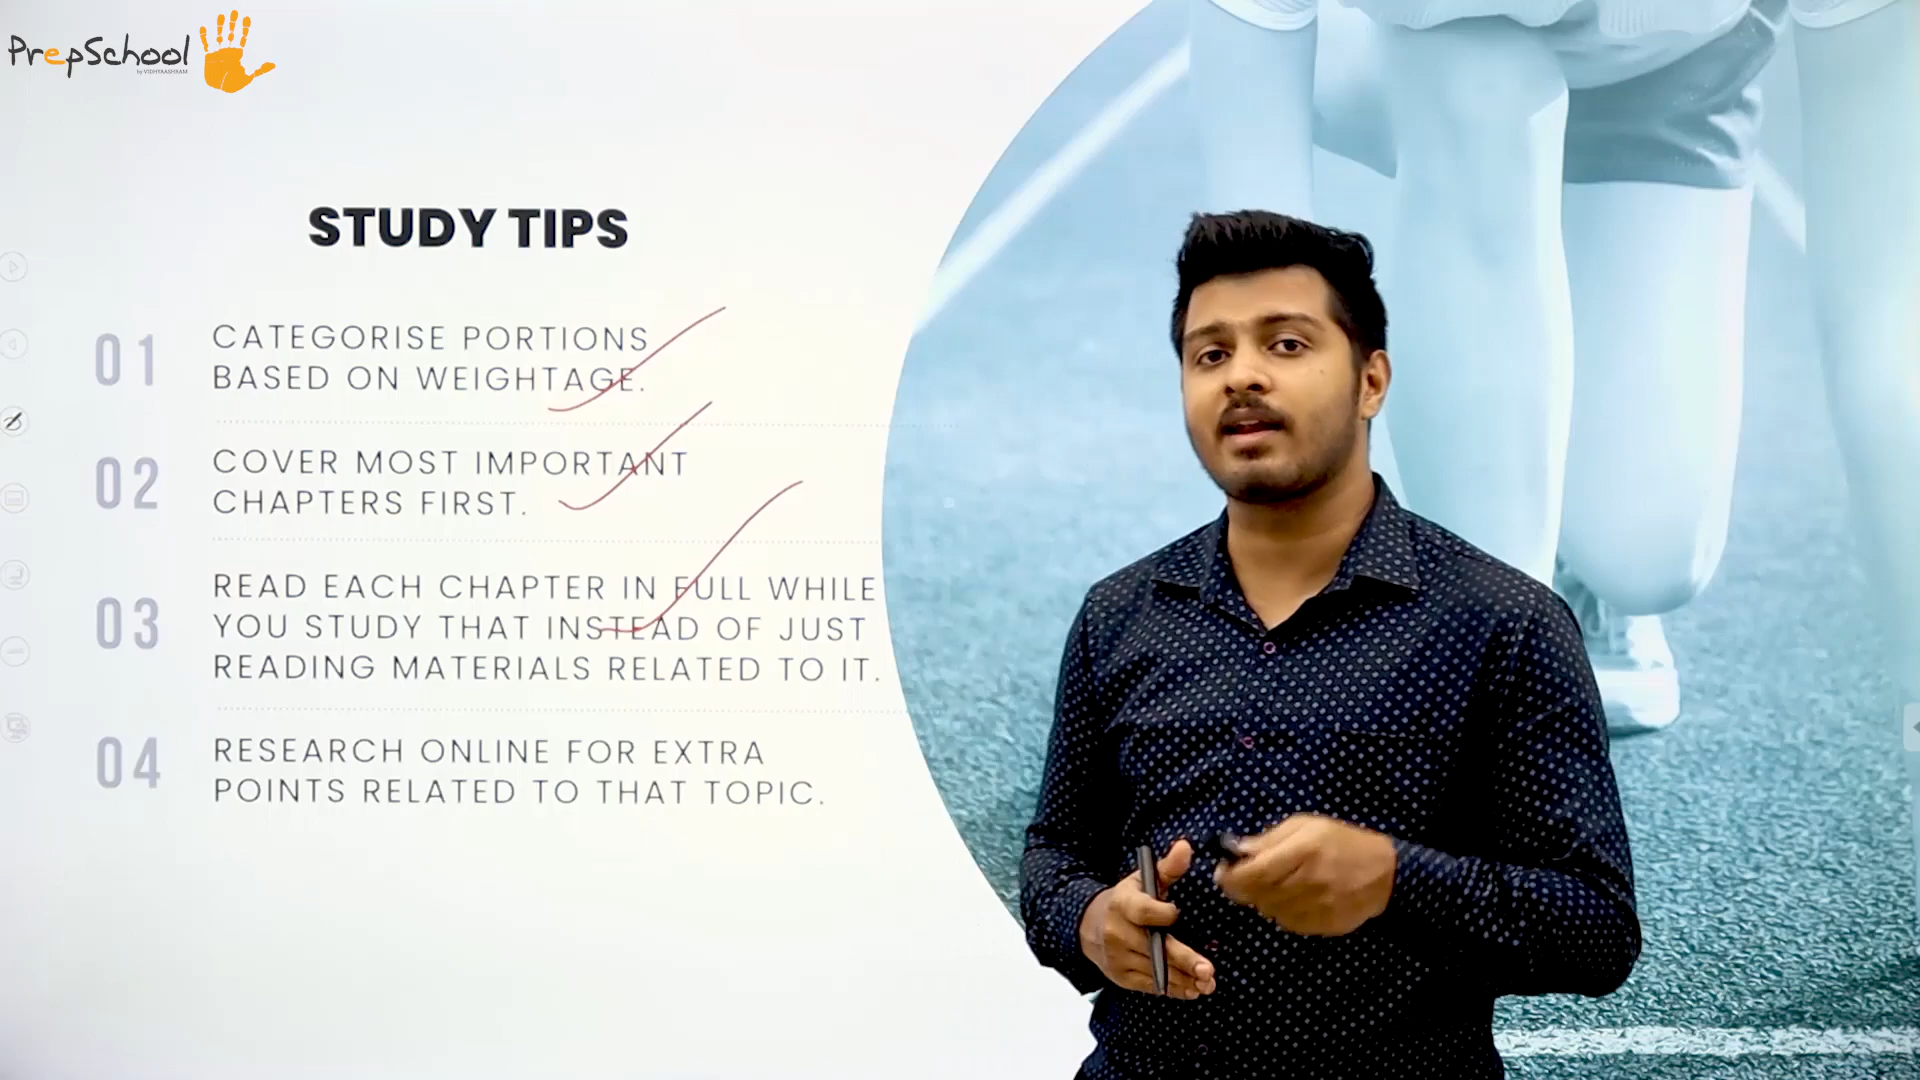 PrepSchool
by VIDHYAASHRAM
STUDY TIPS
01
CATEGORISE PORTIONS
BASED ON WEIGHTAGE.
02
COVER MOST IMPORTANT
CHAPTERS FIRST.
03
READ EACH CHAPTER IN FULL WHILE
YOU STUDY THAT INSTEAD OF JUST
READING MATERIALS RELATED TO IT.
04
RESEARCH ONLINE FOR EXTRA
POINTS RELATED TO THAT TOPIC.